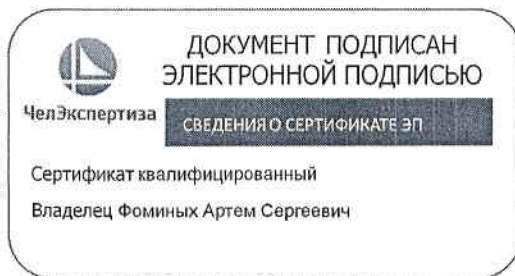 ДОКУМЕНТ ПОДПИСАН
ЭЛЕКТРОННОЙ ПОДПИСЬЮ
ЧелЭкспертиза
СВЕДЕНИЯ О СЕРТИФИКАТЕ ЭП
Сертификат квалифицированный
Владелец Фоминых Артем Сергеевич